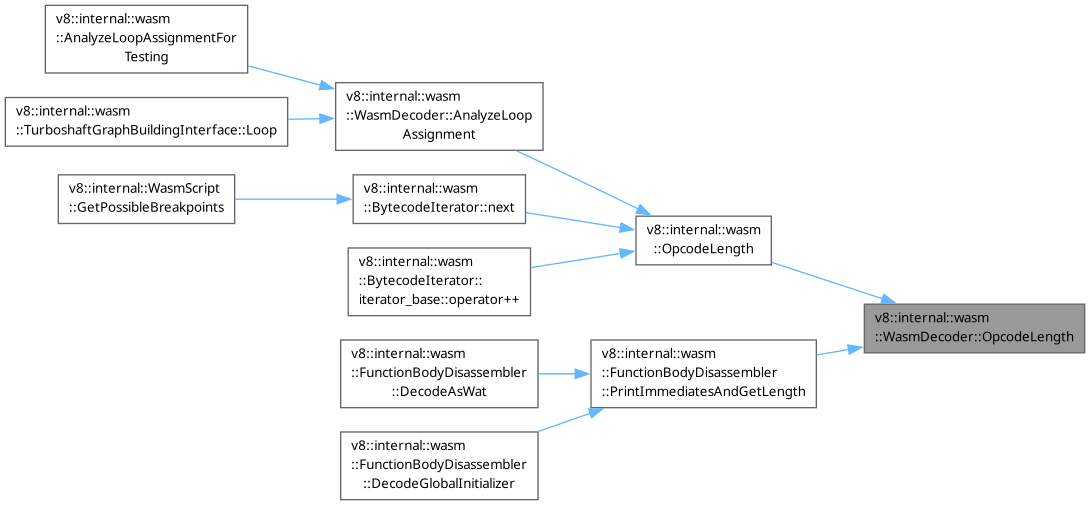 v8::internal::wasm
::AnalyzeLoopAssignmentFor
Testing
v8::internal::wasm
::TurboshaftGraphBuildingInterface::Loop
v8::internal::WasmScript
::GetPossibleBreakpoints
v8::internal::wasm
::WasmDecoder::AnalyzeLoop
Assignment
v8::internal::wasm
::BytecodeIterator::next
v8::internal::wasm
::BytecodeIterator::
iterator_base::operator++
v8::internal::wasm
::FunctionBodyDisassembler
::DecodeAsWat
v8::internal::wasm
::FunctionBodyDisassembler
::DecodeGlobalInitializer
v8::internal::wasm
::OpcodeLength
v8::internal::wasm
::FunctionBodyDisassembler
::PrintImmediatesAndGetLength
v8::internal::wasm
::WasmDecoder::OpcodeLength